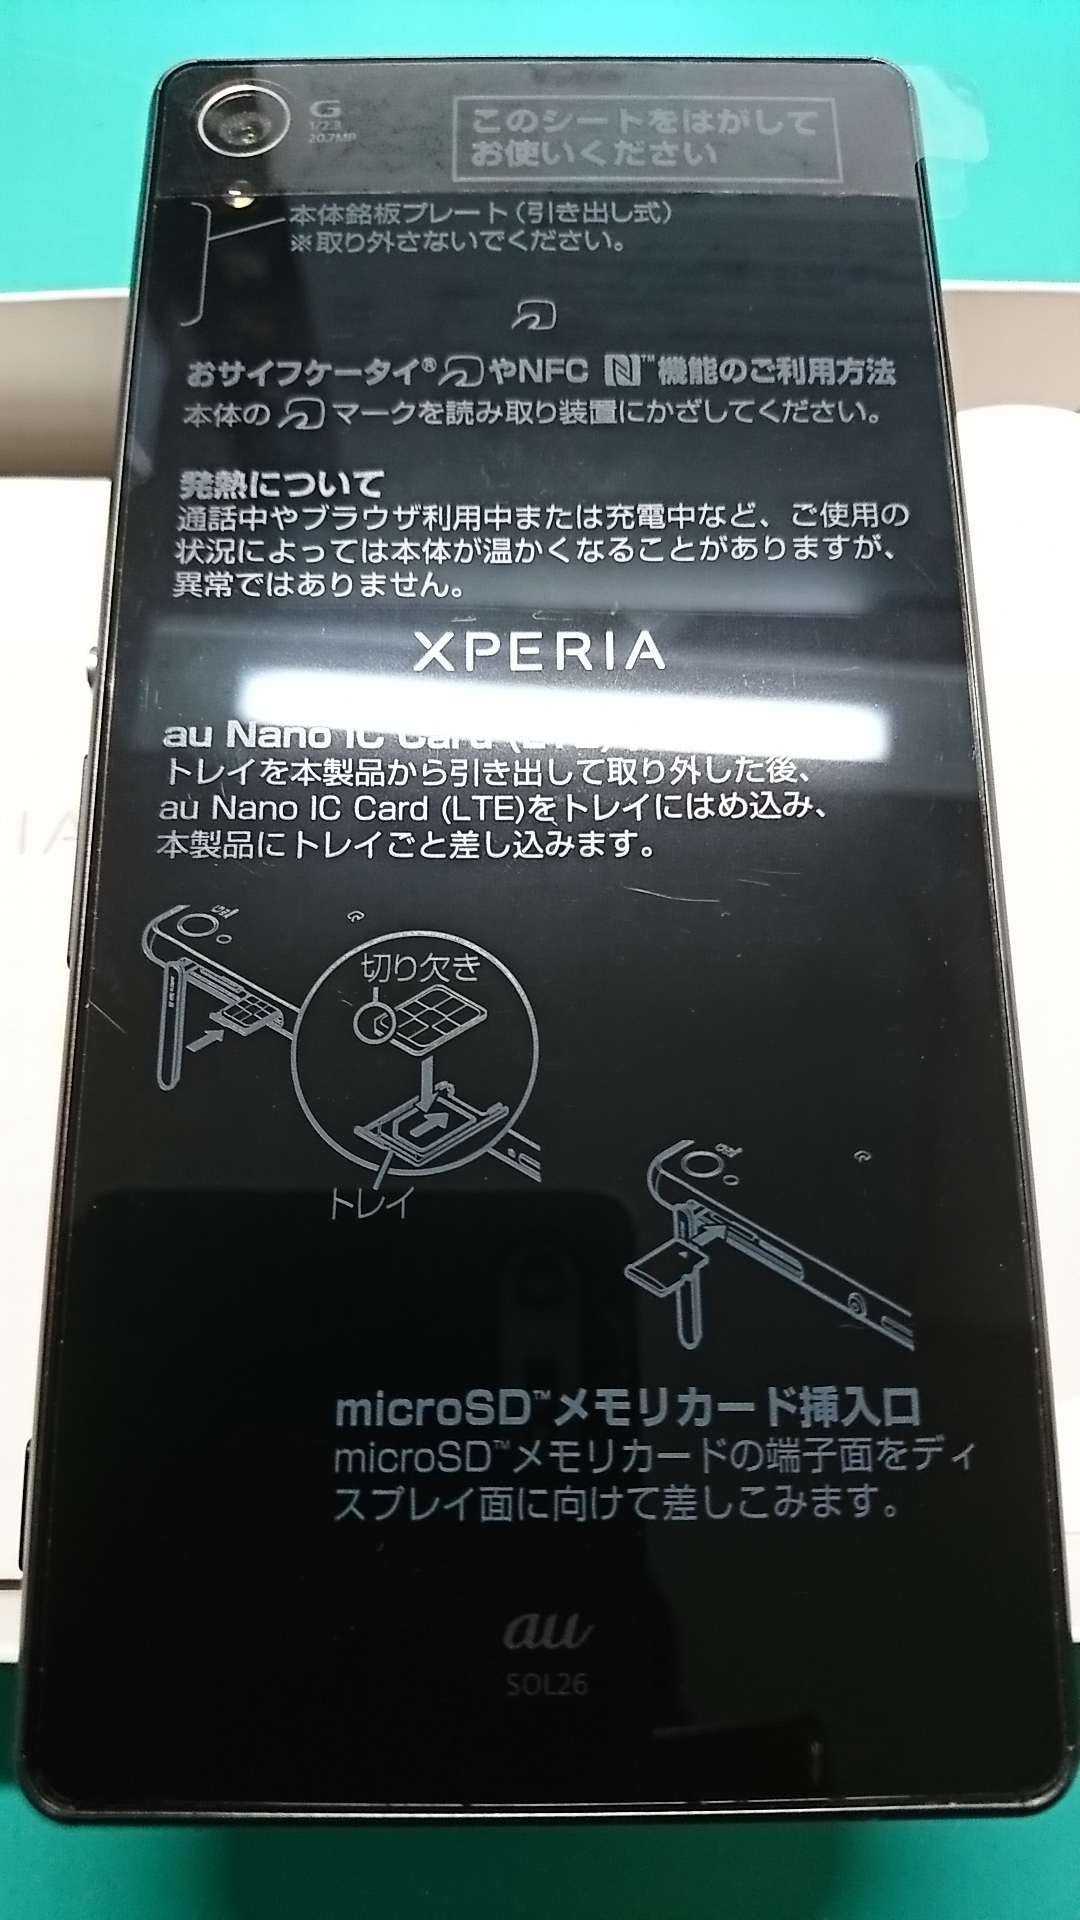 G
1/2.3
20.7MP
このシートをはがして
お使いください
本体銘板プレート(引き出し式)
※取り外さないでください。
おサイフケータイ®やNFC N™機能のご利用方法
本体のマークを読み取り装置にかざしてください。
発熱について
通話中やブラウザ利用中または充電中など、ご使用の
状況によっては本体が温かくなることがありますが、
異常ではありません。
XPERIA
au Nano IC Card
トレイを本製品から引き出して取り外した後、
au Nano IC Card (LTE)をトレイにはめ込み、
本製品にトレイごと差し込みます。
切り欠き
トレイ
microSD™メモリカード挿入口
microSD™メモリカードの端子面をディ
スプレイ面に向けて差しこみます。
au
SOL26